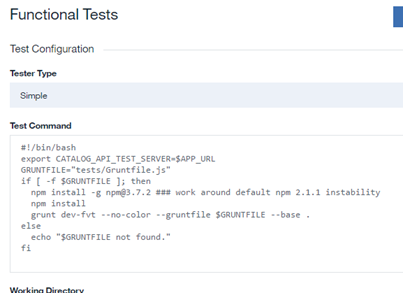 Functional Tests
Test Configuration
Tester Type
Simple
Test Command
#!/bin/bash
export CATALOG_API_TEST_SERVER=$APP_URL
GRUNTFILE="tests/Gruntfile.js"
if [ -f $GRUNTFILE ]; then
  npm install -g npm@3.7.2 ### work around default npm 2.1.1 instability
  npm install
  grunt dev-fvt --no-color --gruntfile $GRUNTFILE --base .
else
  echo "$GRUNTFILE not found."
fi
Working Directory